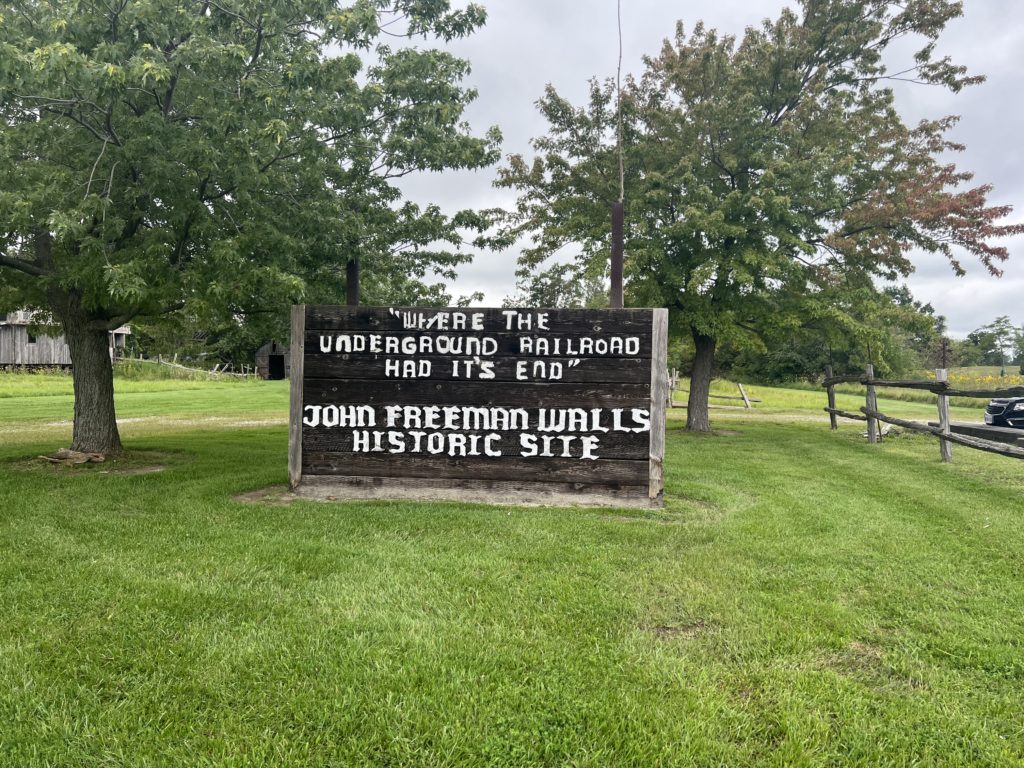 "WHERE THE
UNDERGROUND RAILROAD
HAD IT'S END"
JOHN FREEMAN WALLS
HISTORIC SITE